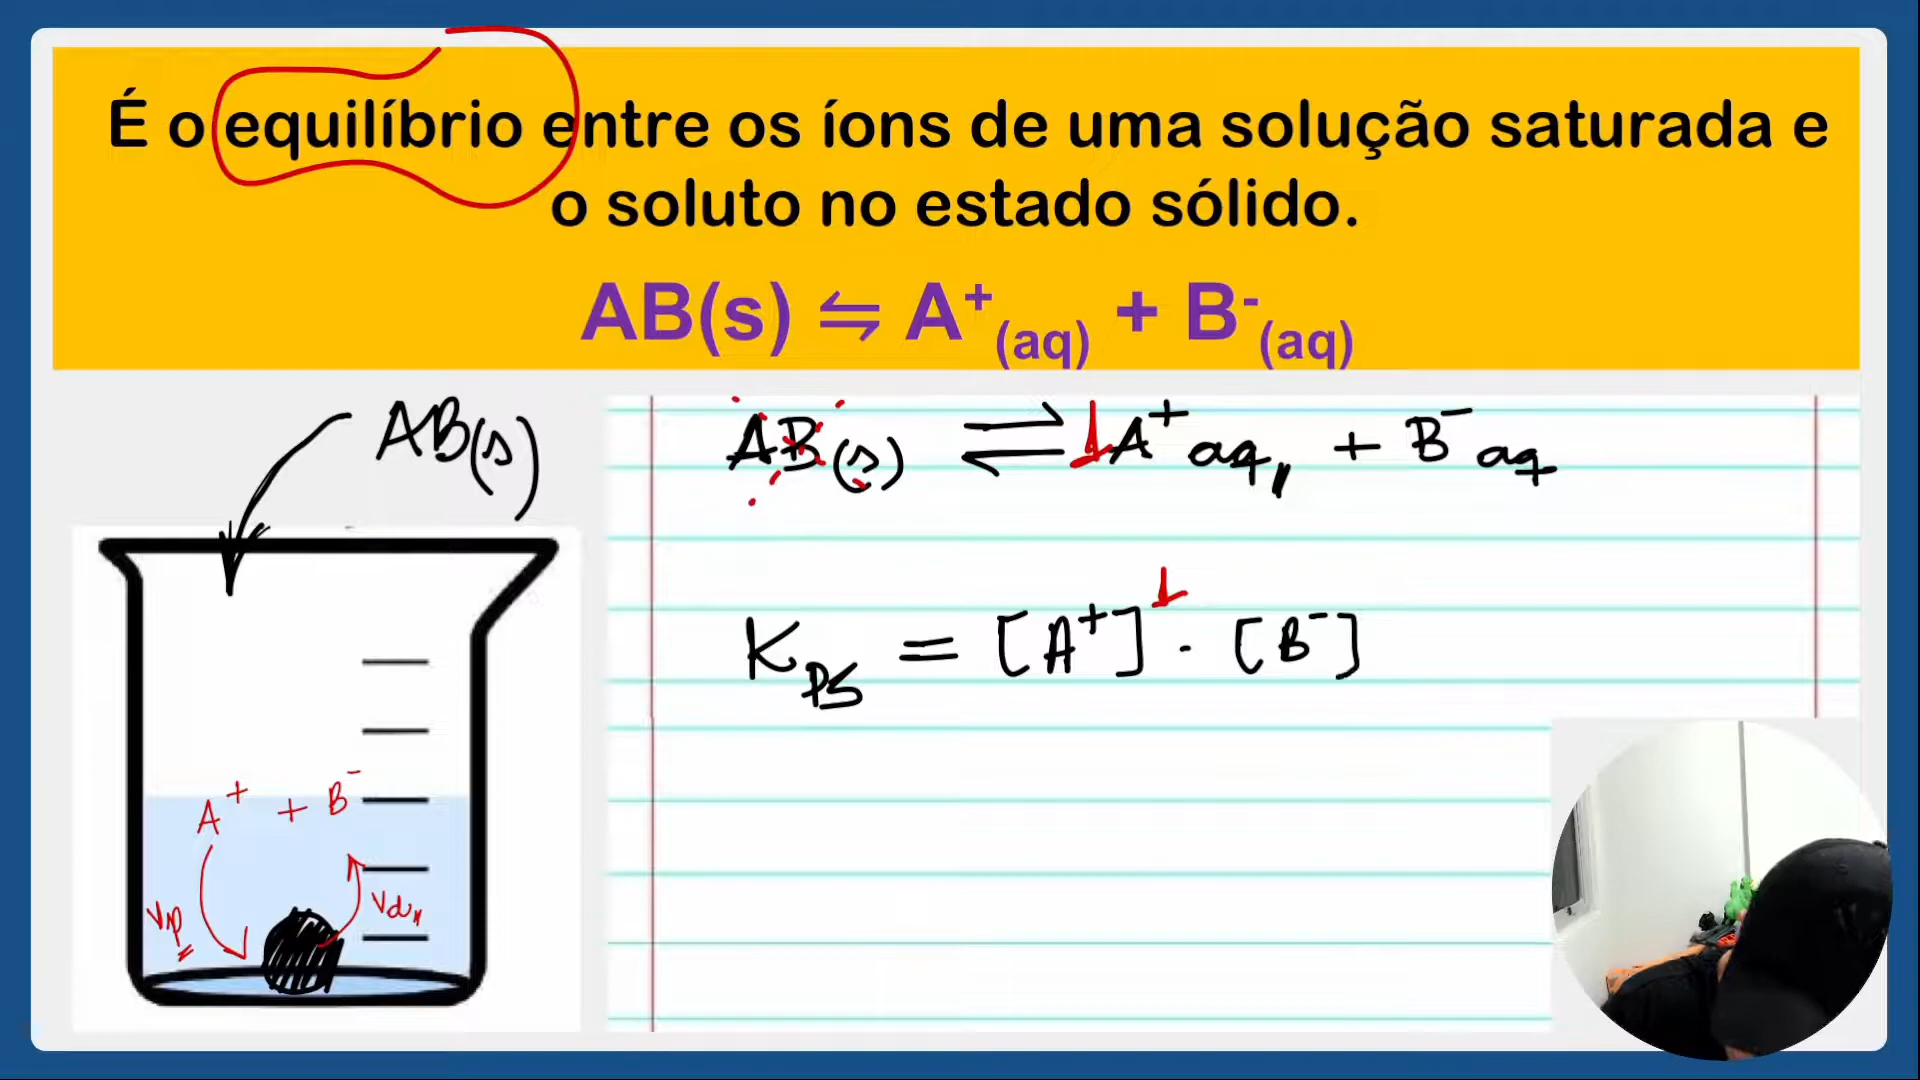 É o equilíbrio entre os íons de uma solução saturada e
o soluto no estado sólido.
AB(s) ⇋ A⁺(aq) + B⁻(aq)
AB(s)
AB(s) ⇌ 1A⁺aq + B⁻aq
Kps = [A⁺]¹ · [B⁻]
A⁺ + B⁻
Vp
Vd